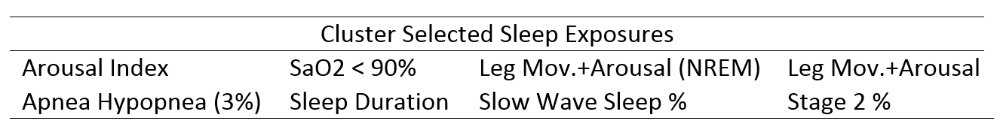 Cluster Selected Sleep Exposures
Arousal Index SaO2 < 90% Leg Mov.+Arousal (NREM) Leg Mov.+Arousal
Apnea Hypopnea (3%) Sleep Duration Slow Wave Sleep % Stage 2 %